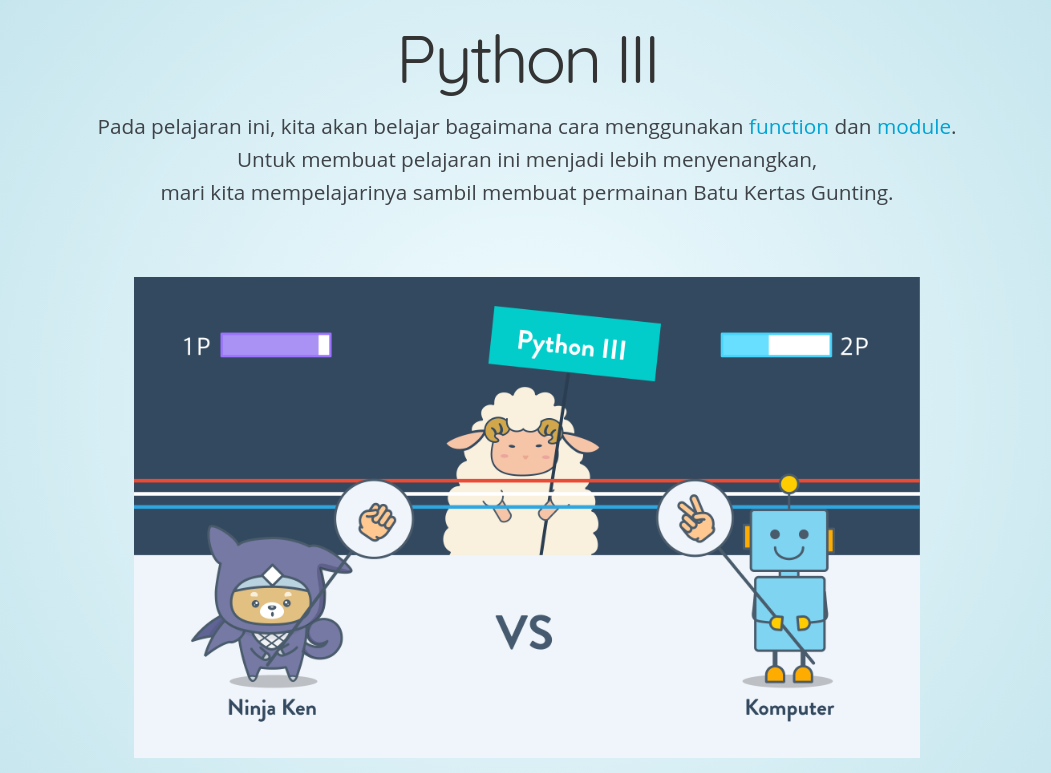 Python III
Pada pelajaran ini, kita akan belajar bagaimana cara menggunakan function dan module.
Untuk membuat pelajaran ini menjadi lebih menyenangkan,
mari kita mempelajarinya sambil membuat permainan Batu Kertas Gunting.
1P
Python III
2P
VS
Ninja Ken
Komputer